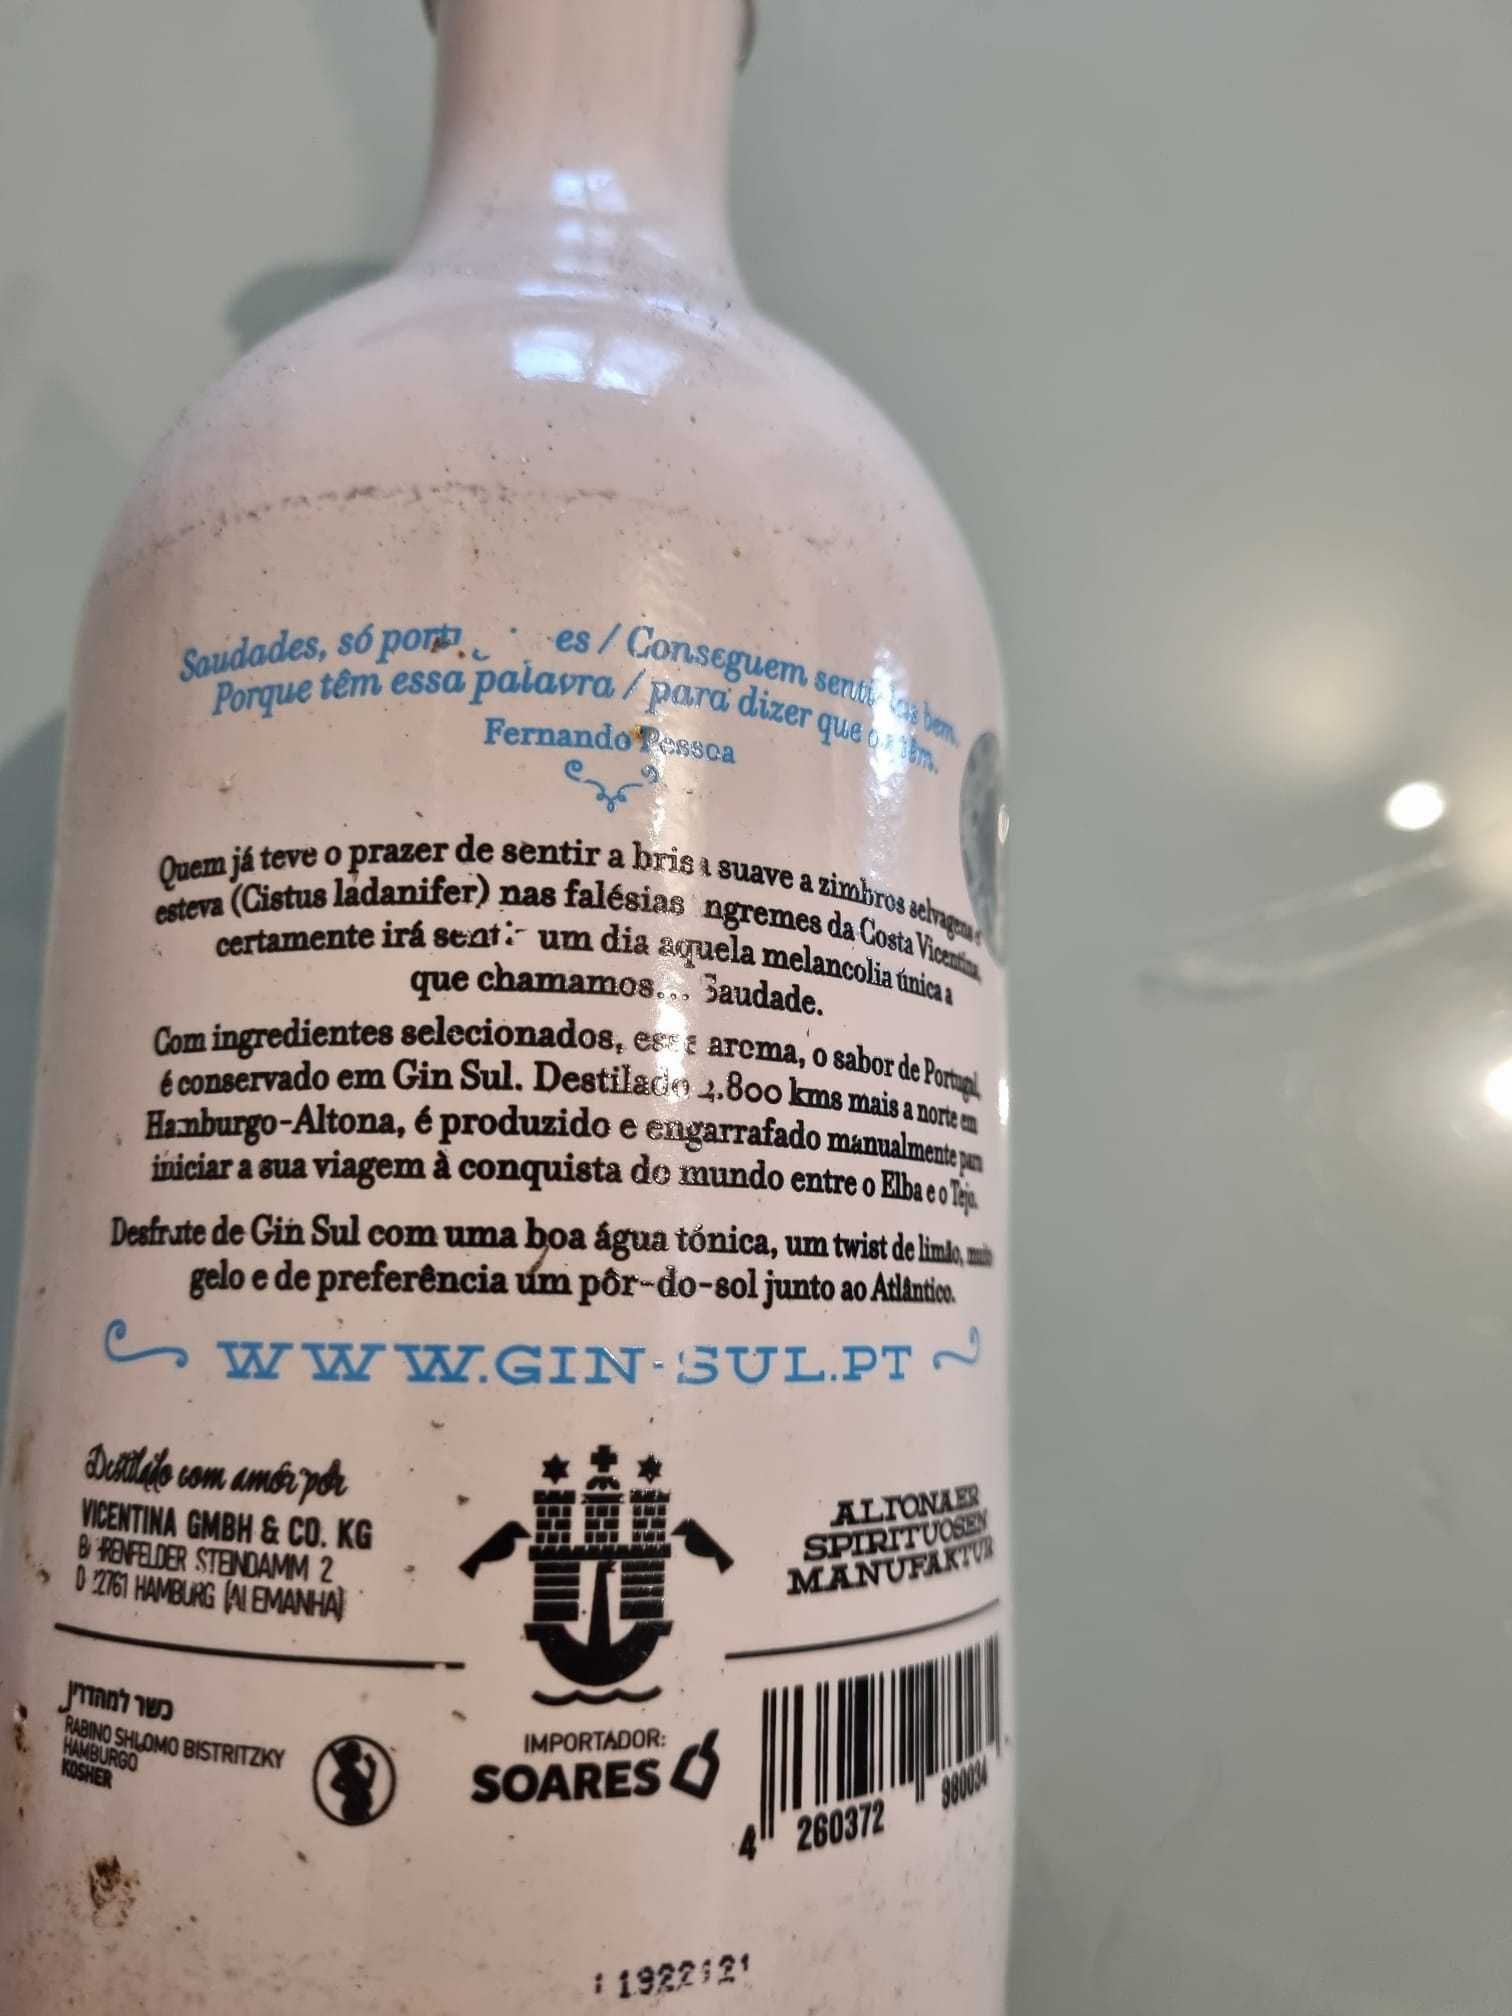 Saudades, só / Conseguem bem.
Porque têm essa palavra / para dizer que têm.
Fernando Pessoa
Quem já teve o prazer de sentir a brisa suave a zimbros selvagens e
esteva (Cistus ladanifer) nas falésias íngremes da Costa Vicentina,
certamente irá sentir um dia aquela melancolia única a
que chamamos... Saudade.
Com ingredientes selecionados, esse aroma, o sabor de Portugal,
é conservado em Gin Sul. Destilado kms mais a norte em
Hamburgo-Altona, é produzido e engarrafado manualmente para
iniciar a sua viagem à conquista do mundo entre o Elba e o Tejo.
Desfrute de Gin Sul com uma boa água tónica, um twist de limão, muito
gelo e de preferência um pôr-do-sol junto ao Atlântico.
WWW.GIN-SUL.PT
Destilado com amor por
VICENTINA GMBH & CO. KG
STEINDAMM 2
D HAMBURG (ALEMANHA)
ALTONAER
SPIRITUOSEN
MANUFAKTUR
כשר למהדרין
RABINO SHLOMO BISTRITZKY
HAMBURGO
KOSHER
IMPORTADOR:
SOARES
4 260372 980034